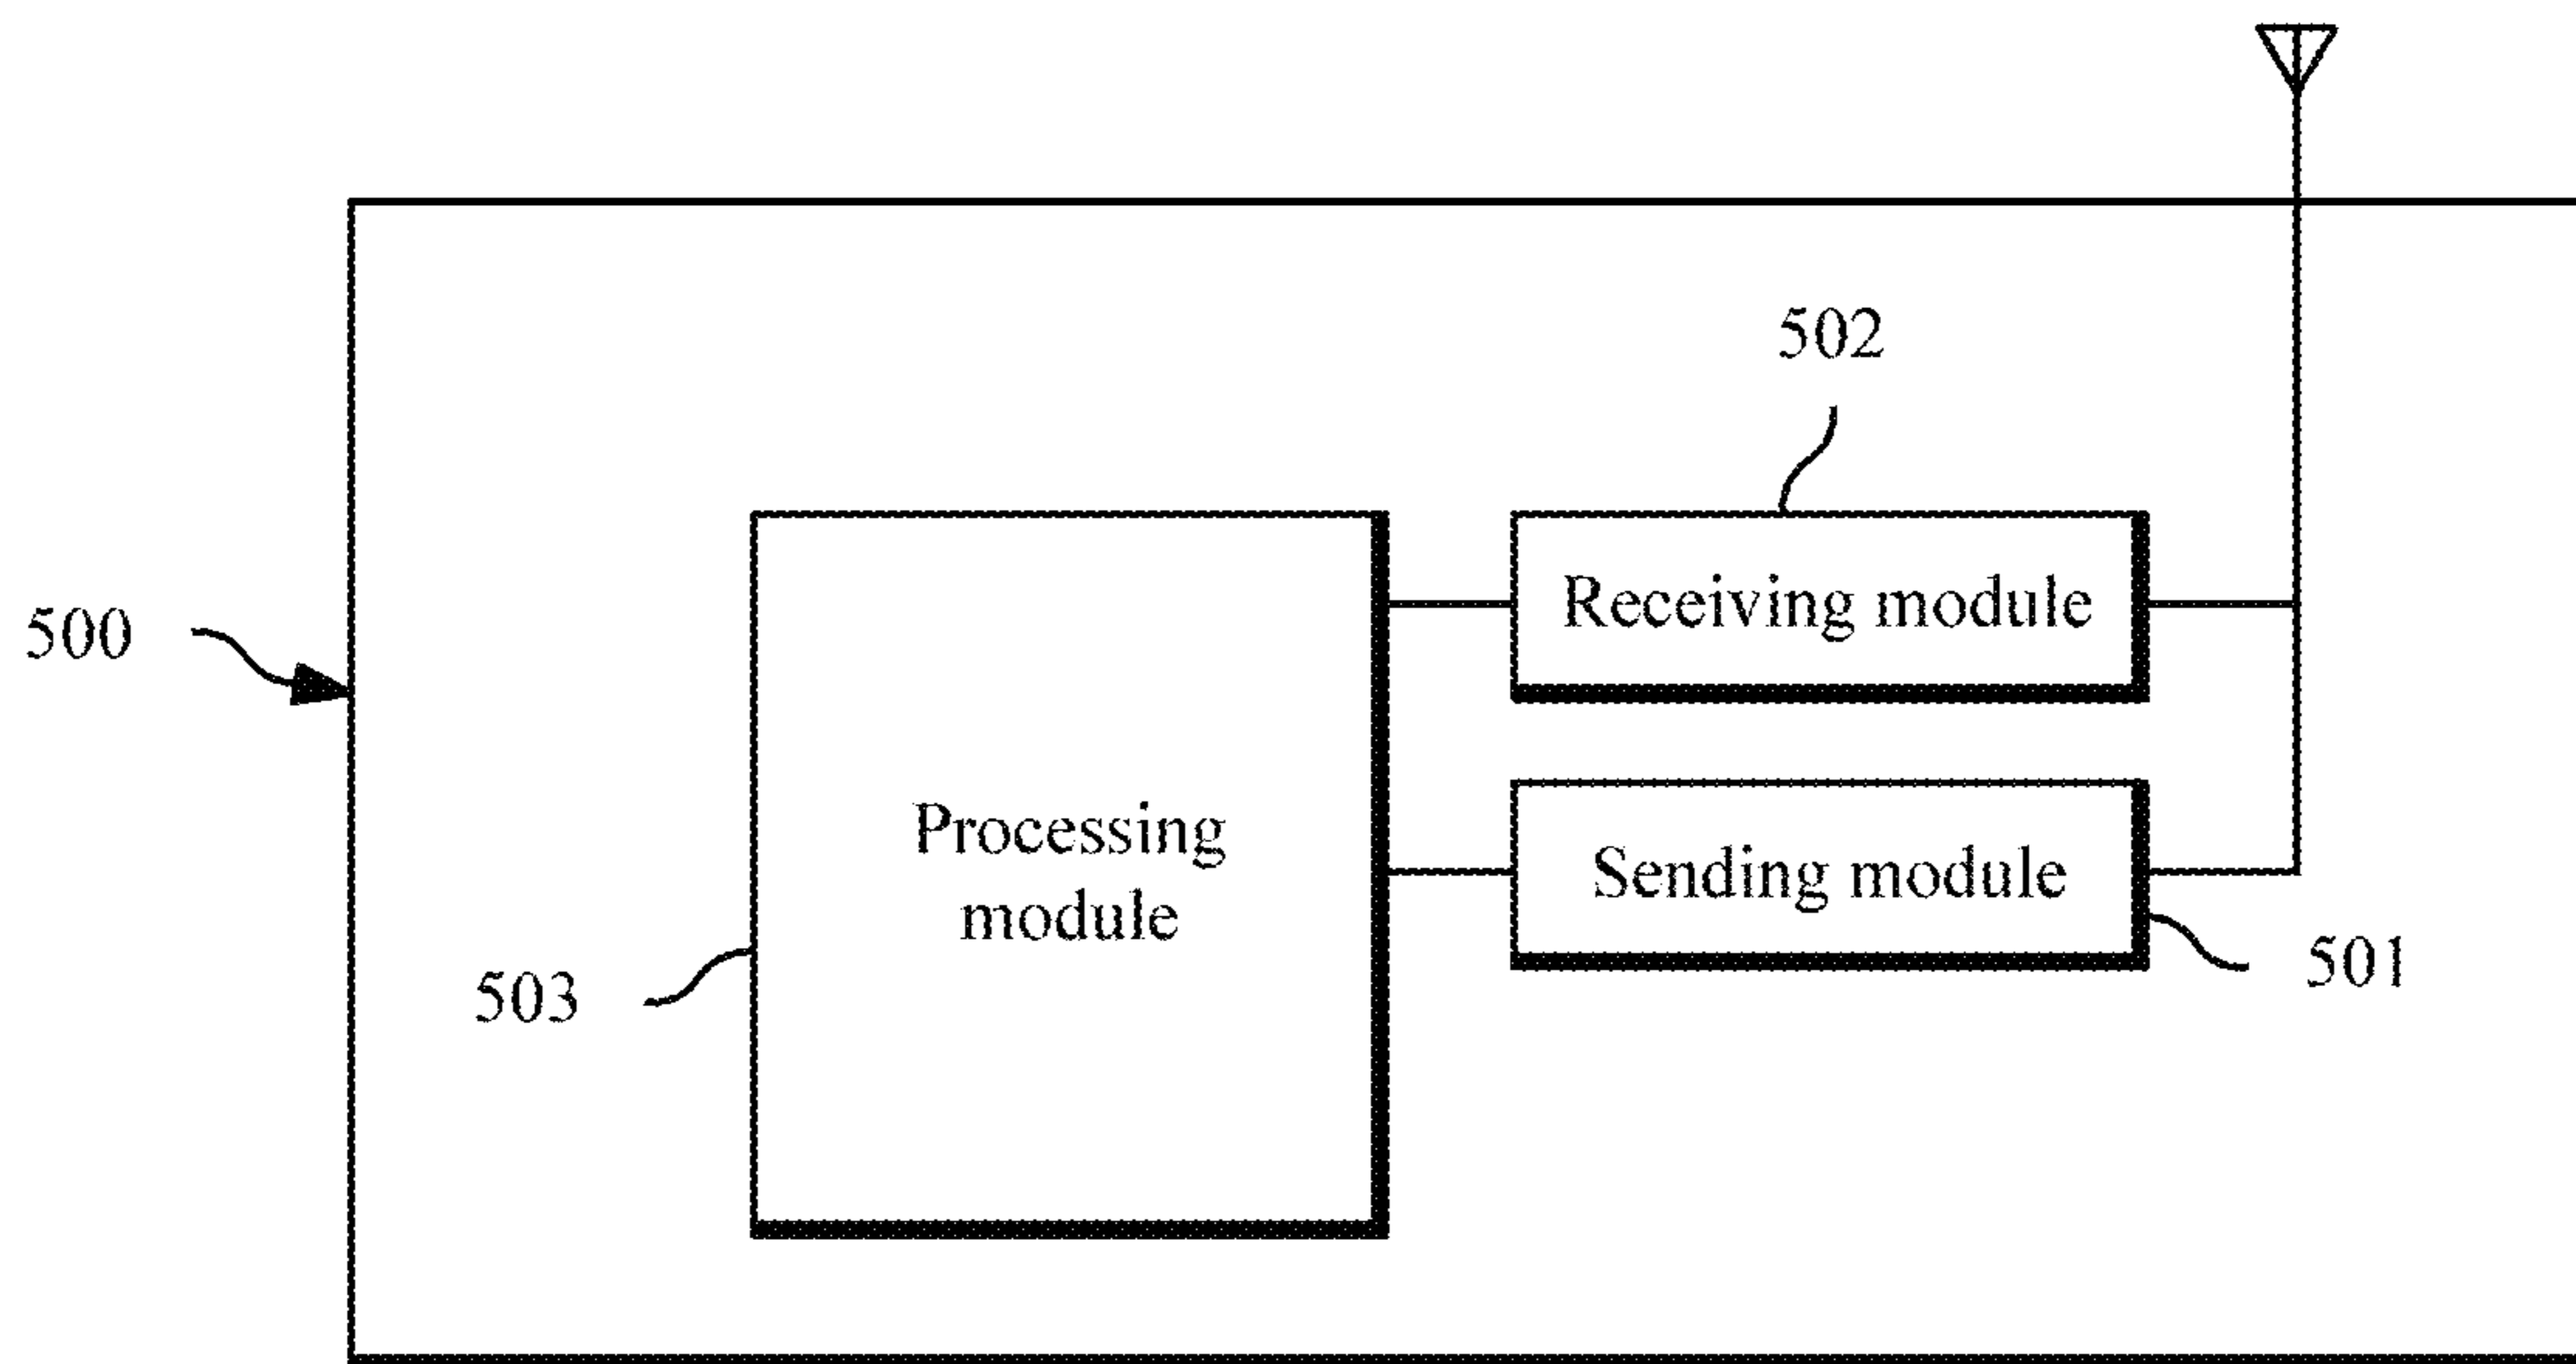 502
500
Receiving module
Processing
module
Sending module
503
501